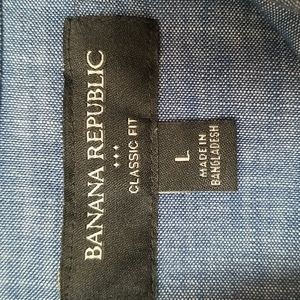 BANANA REPUBLIC
CLASSIC FIT
L
MADE IN
BANGLADESH